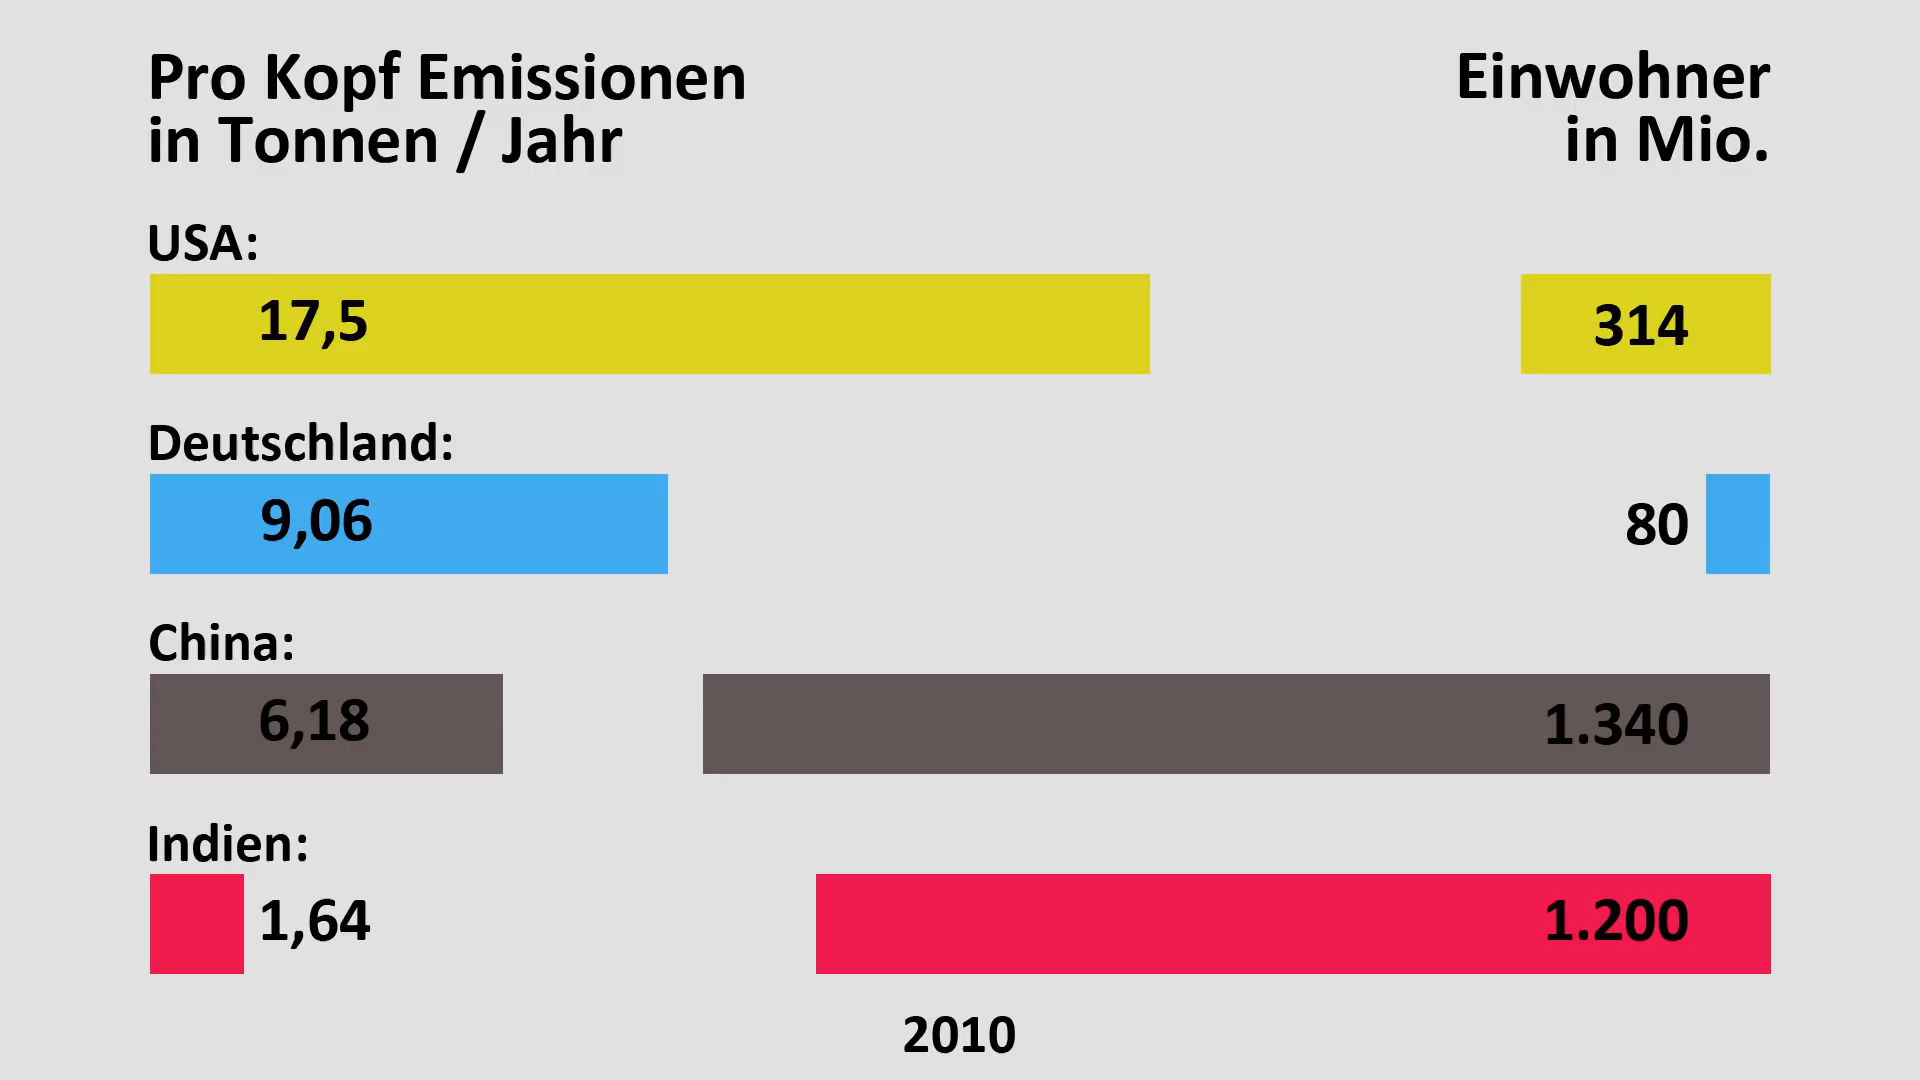 Pro Kopf Emissionen
in Tonnen / Jahr
Einwohner
in Mio.
USA:
17,5
314
Deutschland:
9,06
80
China:
6,18
1.340
Indien:
1,64
1.200
2010